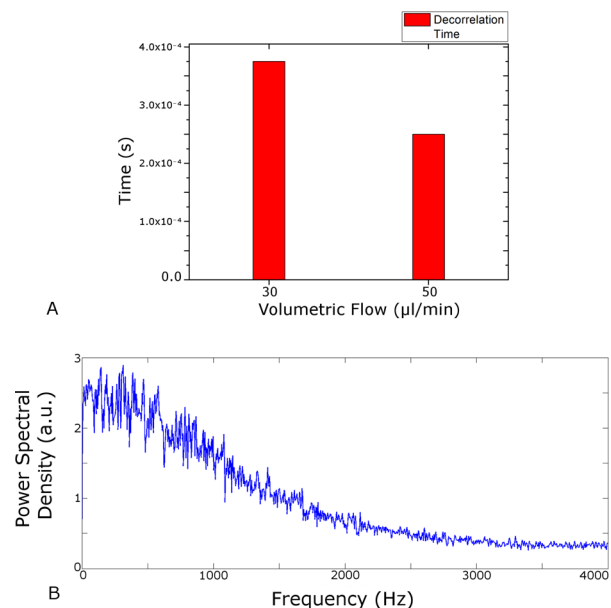 Decorrelation
Time
4.0x10⁻⁴
3.0x10⁻⁴
2.0x10⁻⁴
1.0x10⁻⁴
0.0
Time (s)
30
50
Volumetric Flow (µl/min)
A
3
2
1
0
Power Spectral
Density (a.u.)
0
1000
2000
3000
4000
Frequency (Hz)
B